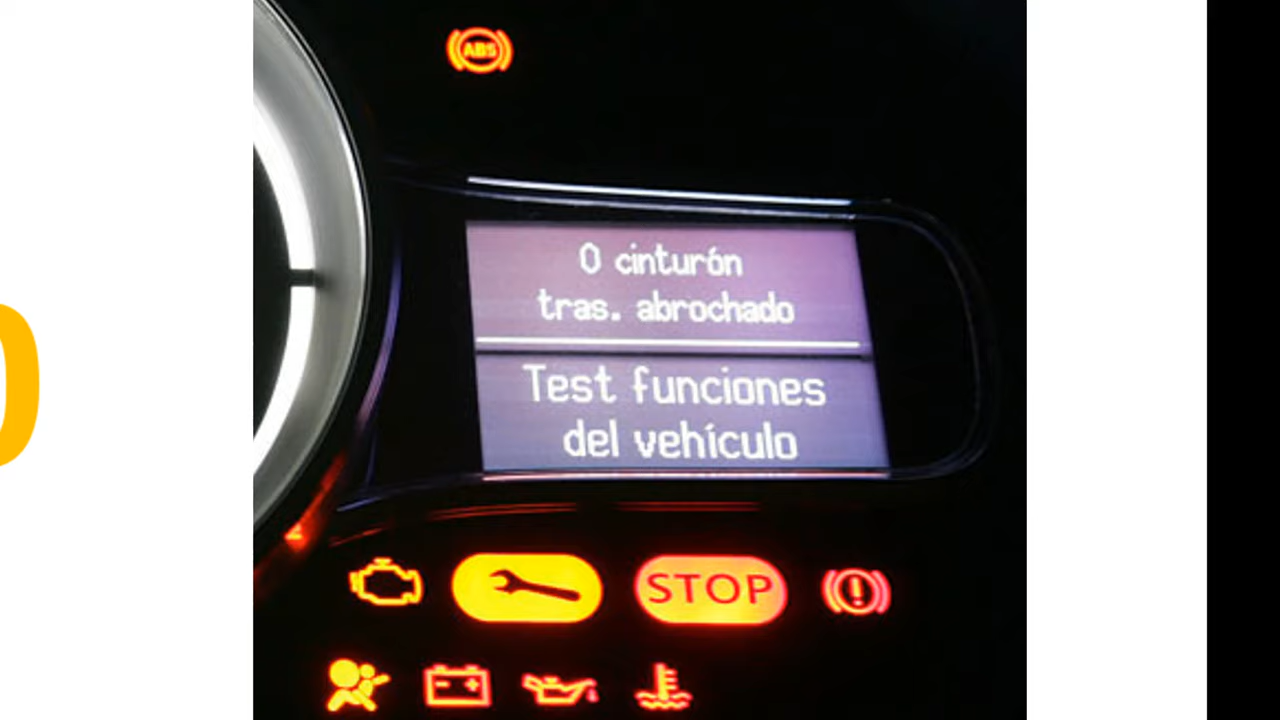 ABS
0 cinturón
tras. abrochado
Test funciones
del vehículo
STOP